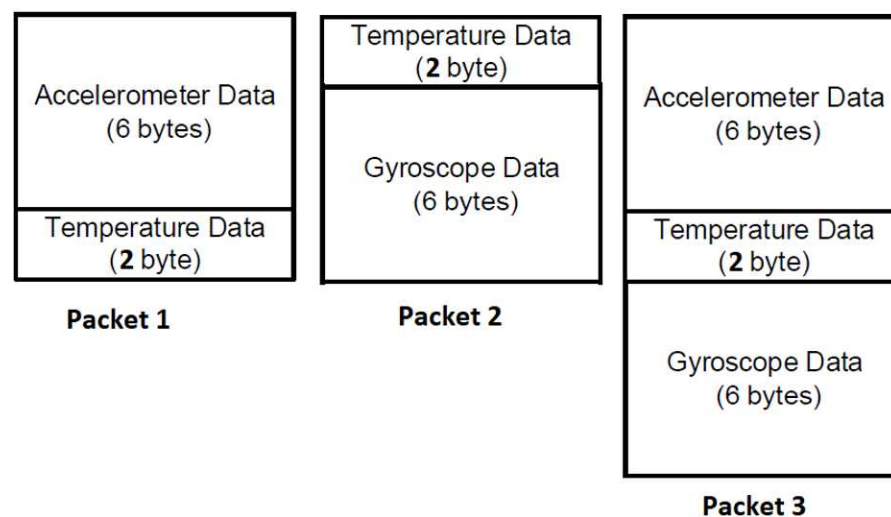 Accelerometer Data
(6 bytes)
Temperature Data
(2 byte)
Packet 1
Temperature Data
(2 byte)
Gyroscope Data
(6 bytes)
Packet 2
Accelerometer Data
(6 bytes)
Temperature Data
(2 byte)
Gyroscope Data
(6 bytes)
Packet 3